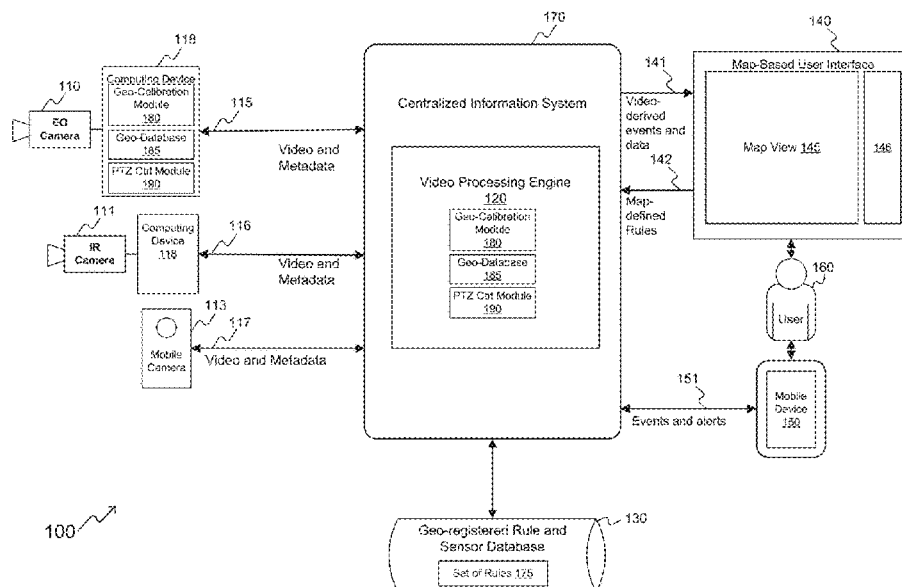 170
140
118
110
Computing Device
Geo-Calibration
Module
180
Geo-Database
185
PTZ Ctrl Module
190
EO
Camera
115
Video and
Metadata
Centralized Information System
141
Video-
derived
events and
data
142
Map-
defined
Rules
Map-Based User Interface
Map View 145
146
Video Processing Engine
120
Geo-Calibration
Module
180
Geo-Database
185
PTZ Ctrl Module
190
111
IR
Camera
Computing
Device
118
116
Video and
Metadata
113
117
Mobile
Camera
Video and Metadata
160
User
151
Events and alerts
Mobile
Device
150
100
130
Geo-registered Rule and
Sensor Database
Set of Rules 175